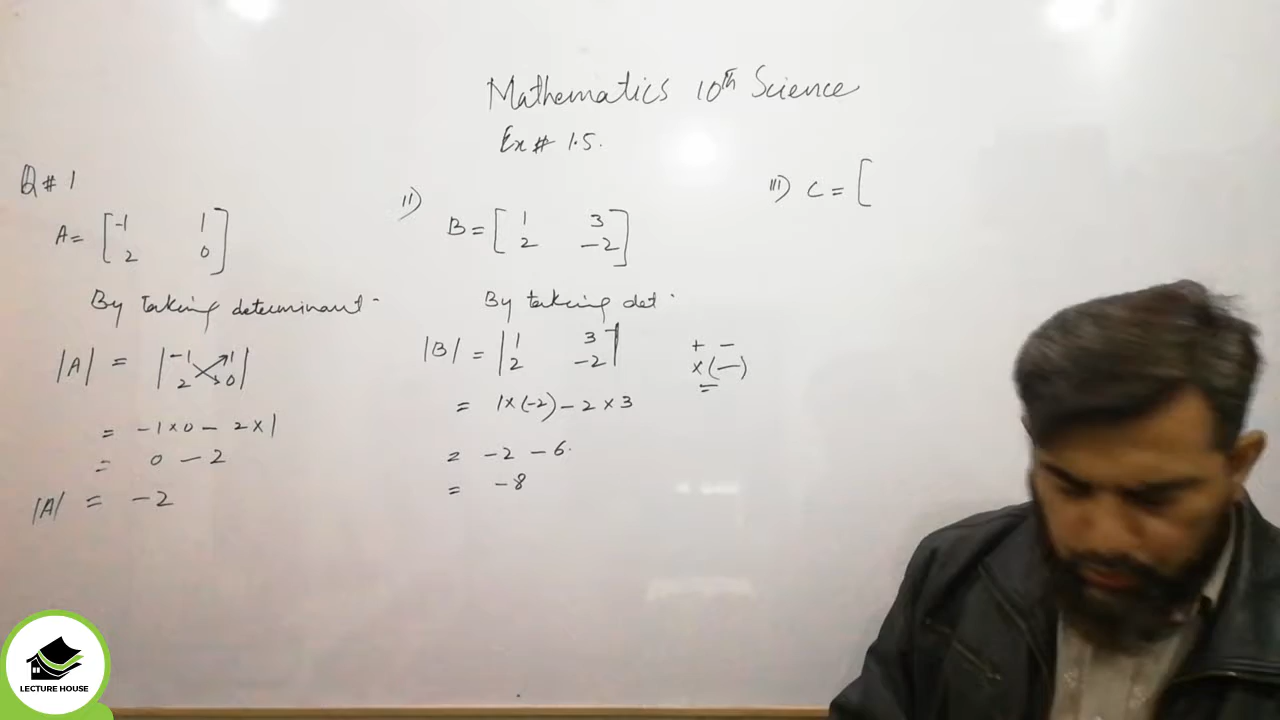 Mathematics 10th Science
Ex # 1.5.
Q # 1
A = [-1 1
2 0]
By taking determinant.
|A| = |-1 1
2 0|
= -1 × 0 - 2 × 1
= 0 - 2
|A| = -2
II)
B = [1 3
2 -2]
By taking det.
|B| = |1 3
2 -2|
= 1 × (-2) - 2 × 3
= -2 - 6.
= -8
+ -
× (-)
=
III) C = [
LECTURE HOUSE